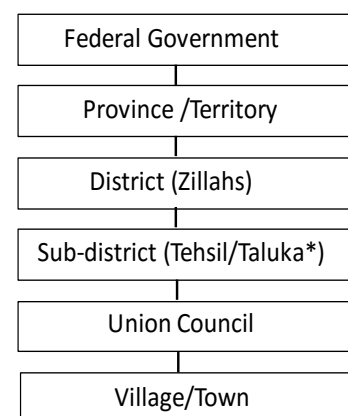 Federal Government
Province /Territory
District (Zillahs)
Sub-district (Tehsil/Taluka*)
Union Council
Village/Town